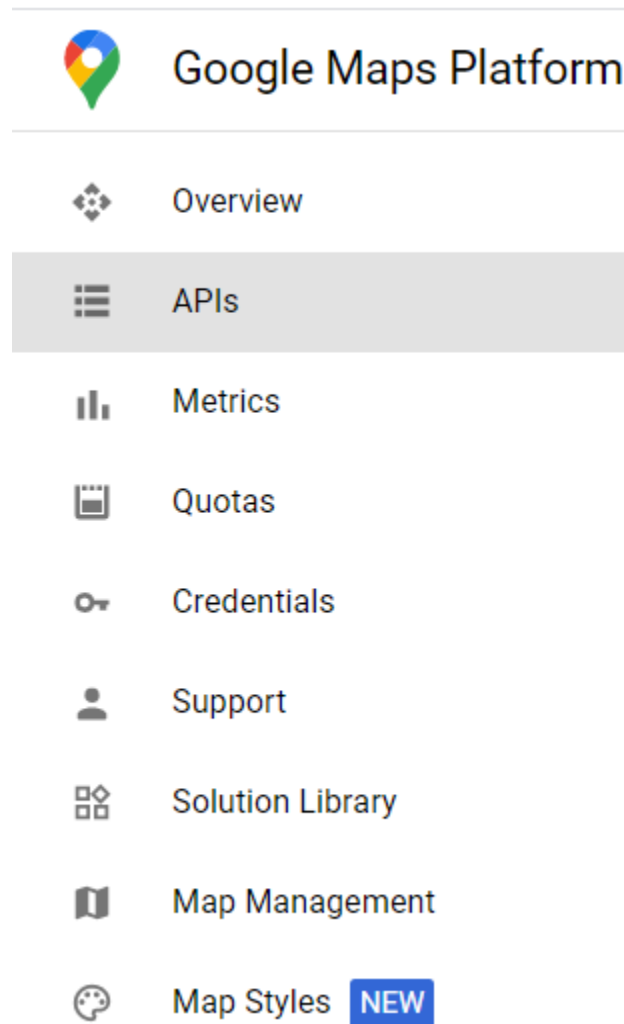 Google Maps Platform
Overview
APIs
Metrics
Quotas
Credentials
Support
Solution Library
Map Management
Map Styles NEW